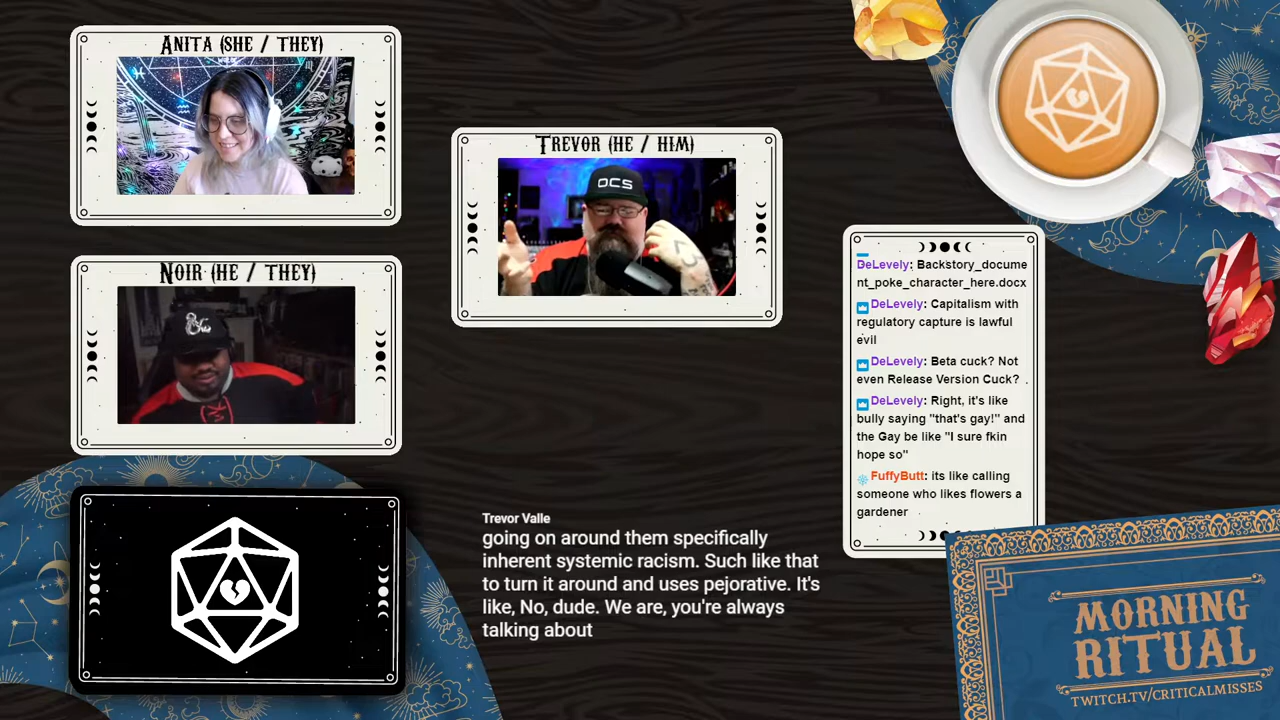 Anita (she / they)
Trevor (he / him)
OCS
Noir (he / they)
DeLevely: Backstory_docume
nt_poke_character_here.docx
DeLevely: Capitalism with
regulatory capture is lawful
evil
DeLevely: Beta cuck? Not
even Release Version Cuck?
DeLevely: Right, it's like
bully saying "that's gay!" and
the Gay be like "I sure fkin
hope so"
FuffyButt: its like calling
someone who likes flowers a
gardener
Trevor Valle
going on around them specifically
inherent systemic racism. Such like that
to turn it around and uses pejorative. It's
like, No, dude. We are, you're always
talking about
MORNING
RITUAL
TWITCH.TV/CRITICALMISSES